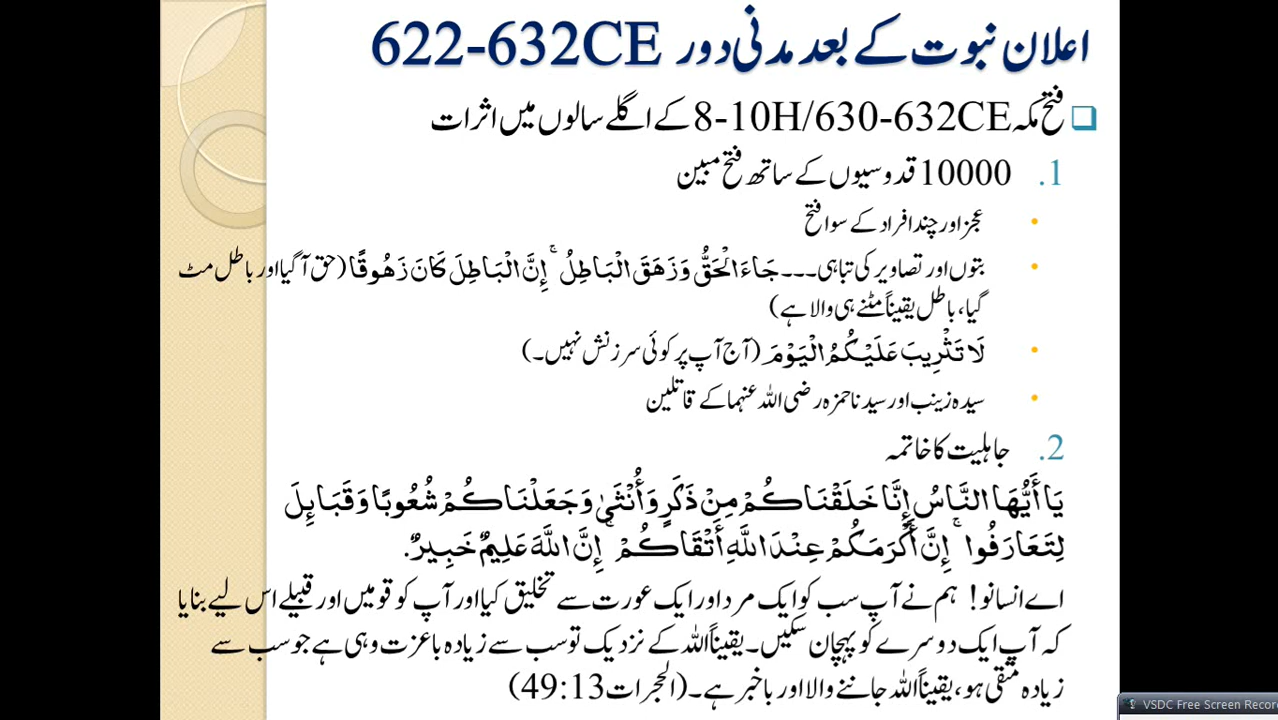 اعلان نبوت کے بعد مدنی دور 622-632CE
❑ فتح مکہ 8-10H/630-632CE کے اگلے سالوں میں اثرات
1. 10000 قدوسیوں کے ساتھ فتح مبین
• عجز اور چند افراد کے سوا فتح
• بتوں اور تصاویر کی تباہی۔۔۔ جَاءَ الْحَقُّ وَزَهَقَ الْبَاطِلُ ۚ إِنَّ الْبَاطِلَ كَانَ زَهُوقًا (حق آ گیا اور باطل مٹ
گیا، باطل یقیناً مٹنے ہی والا ہے)
• لَا تَثْرِيبَ عَلَيْكُمُ الْيَوْمَ (آج آپ پر کوئی سرزنش نہیں۔)
• سیدہ زینب اور سیدنا حمزہ رضی اللہ عنہما کے قاتلین
2. جاہلیت کا خاتمہ
يَا أَيُّهَا النَّاسُ إِنَّا خَلَقْنَاكُمْ مِنْ ذَكَرٍ وَأُنْثَىٰ وَجَعَلْنَاكُمْ شُعُوبًا وَقَبَائِلَ
لِتَعَارَفُوا ۚ إِنَّ أَكْرَمَكُمْ عِنْدَ اللَّهِ أَتْقَاكُمْ ۚ إِنَّ اللَّهَ عَلِيمٌ خَبِيرٌ.
اے انسانو! ہم نے آپ سب کو ایک مرد اور ایک عورت سے تخلیق کیا اور آپ کو قومیں اور قبیلے اس لیے بنایا
کہ آپ ایک دوسرے کو پہچان سکیں۔ یقیناً اللہ کے نزدیک تو سب سے زیادہ باعزت وہی ہے جو سب سے
زیادہ متقی ہو، یقیناً اللہ جاننے والا اور باخبر ہے۔ (الحجرات 49:13)
VSDC Free Screen Recor